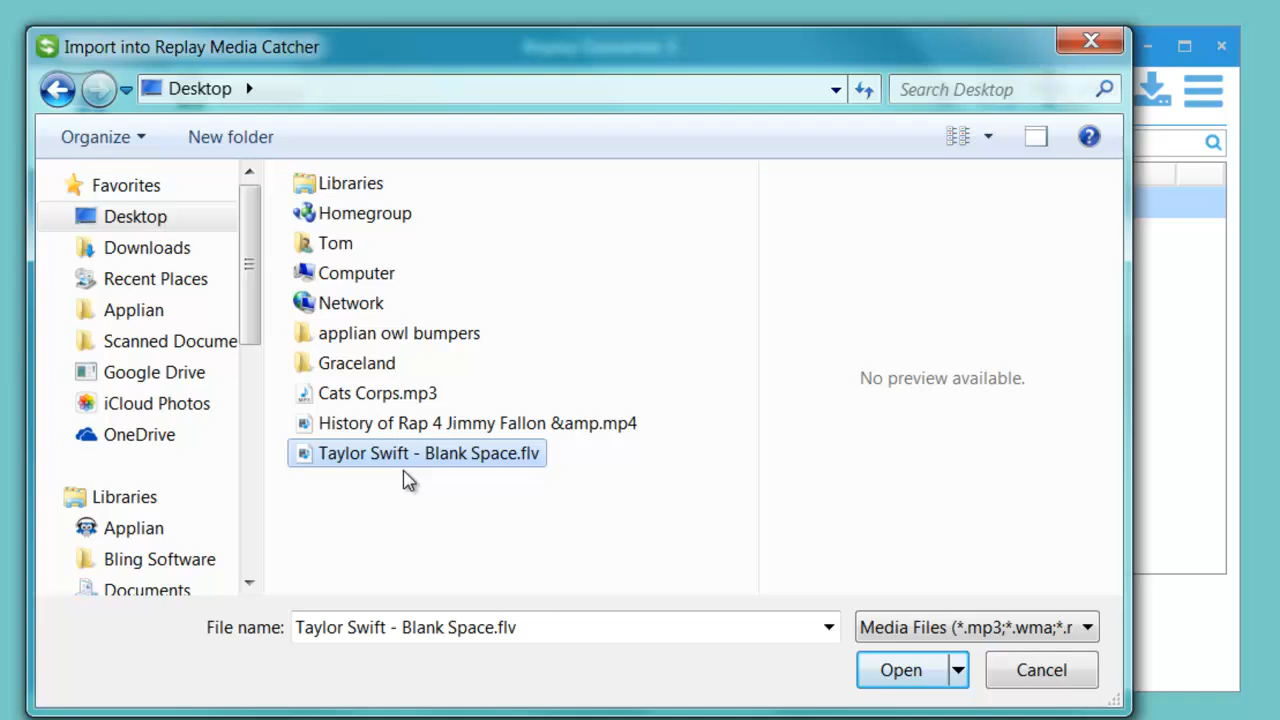 Import into Replay Media Catcher
Desktop
Search Desktop
Organize
New folder
Favorites
Desktop
Downloads
Recent Places
Applian
Scanned Docume
Google Drive
iCloud Photos
OneDrive
Libraries
Applian
Bling Software
Documents
Libraries
Homegroup
Tom
Computer
Network
applian owl bumpers
Graceland
Cats Corps.mp3
History of Rap 4 Jimmy Fallon &amp.mp4
Taylor Swift - Blank Space.flv
No preview available.
File name: Taylor Swift - Blank Space.flv
Media Files (*.mp3;*.wma;*.r
Open
Cancel